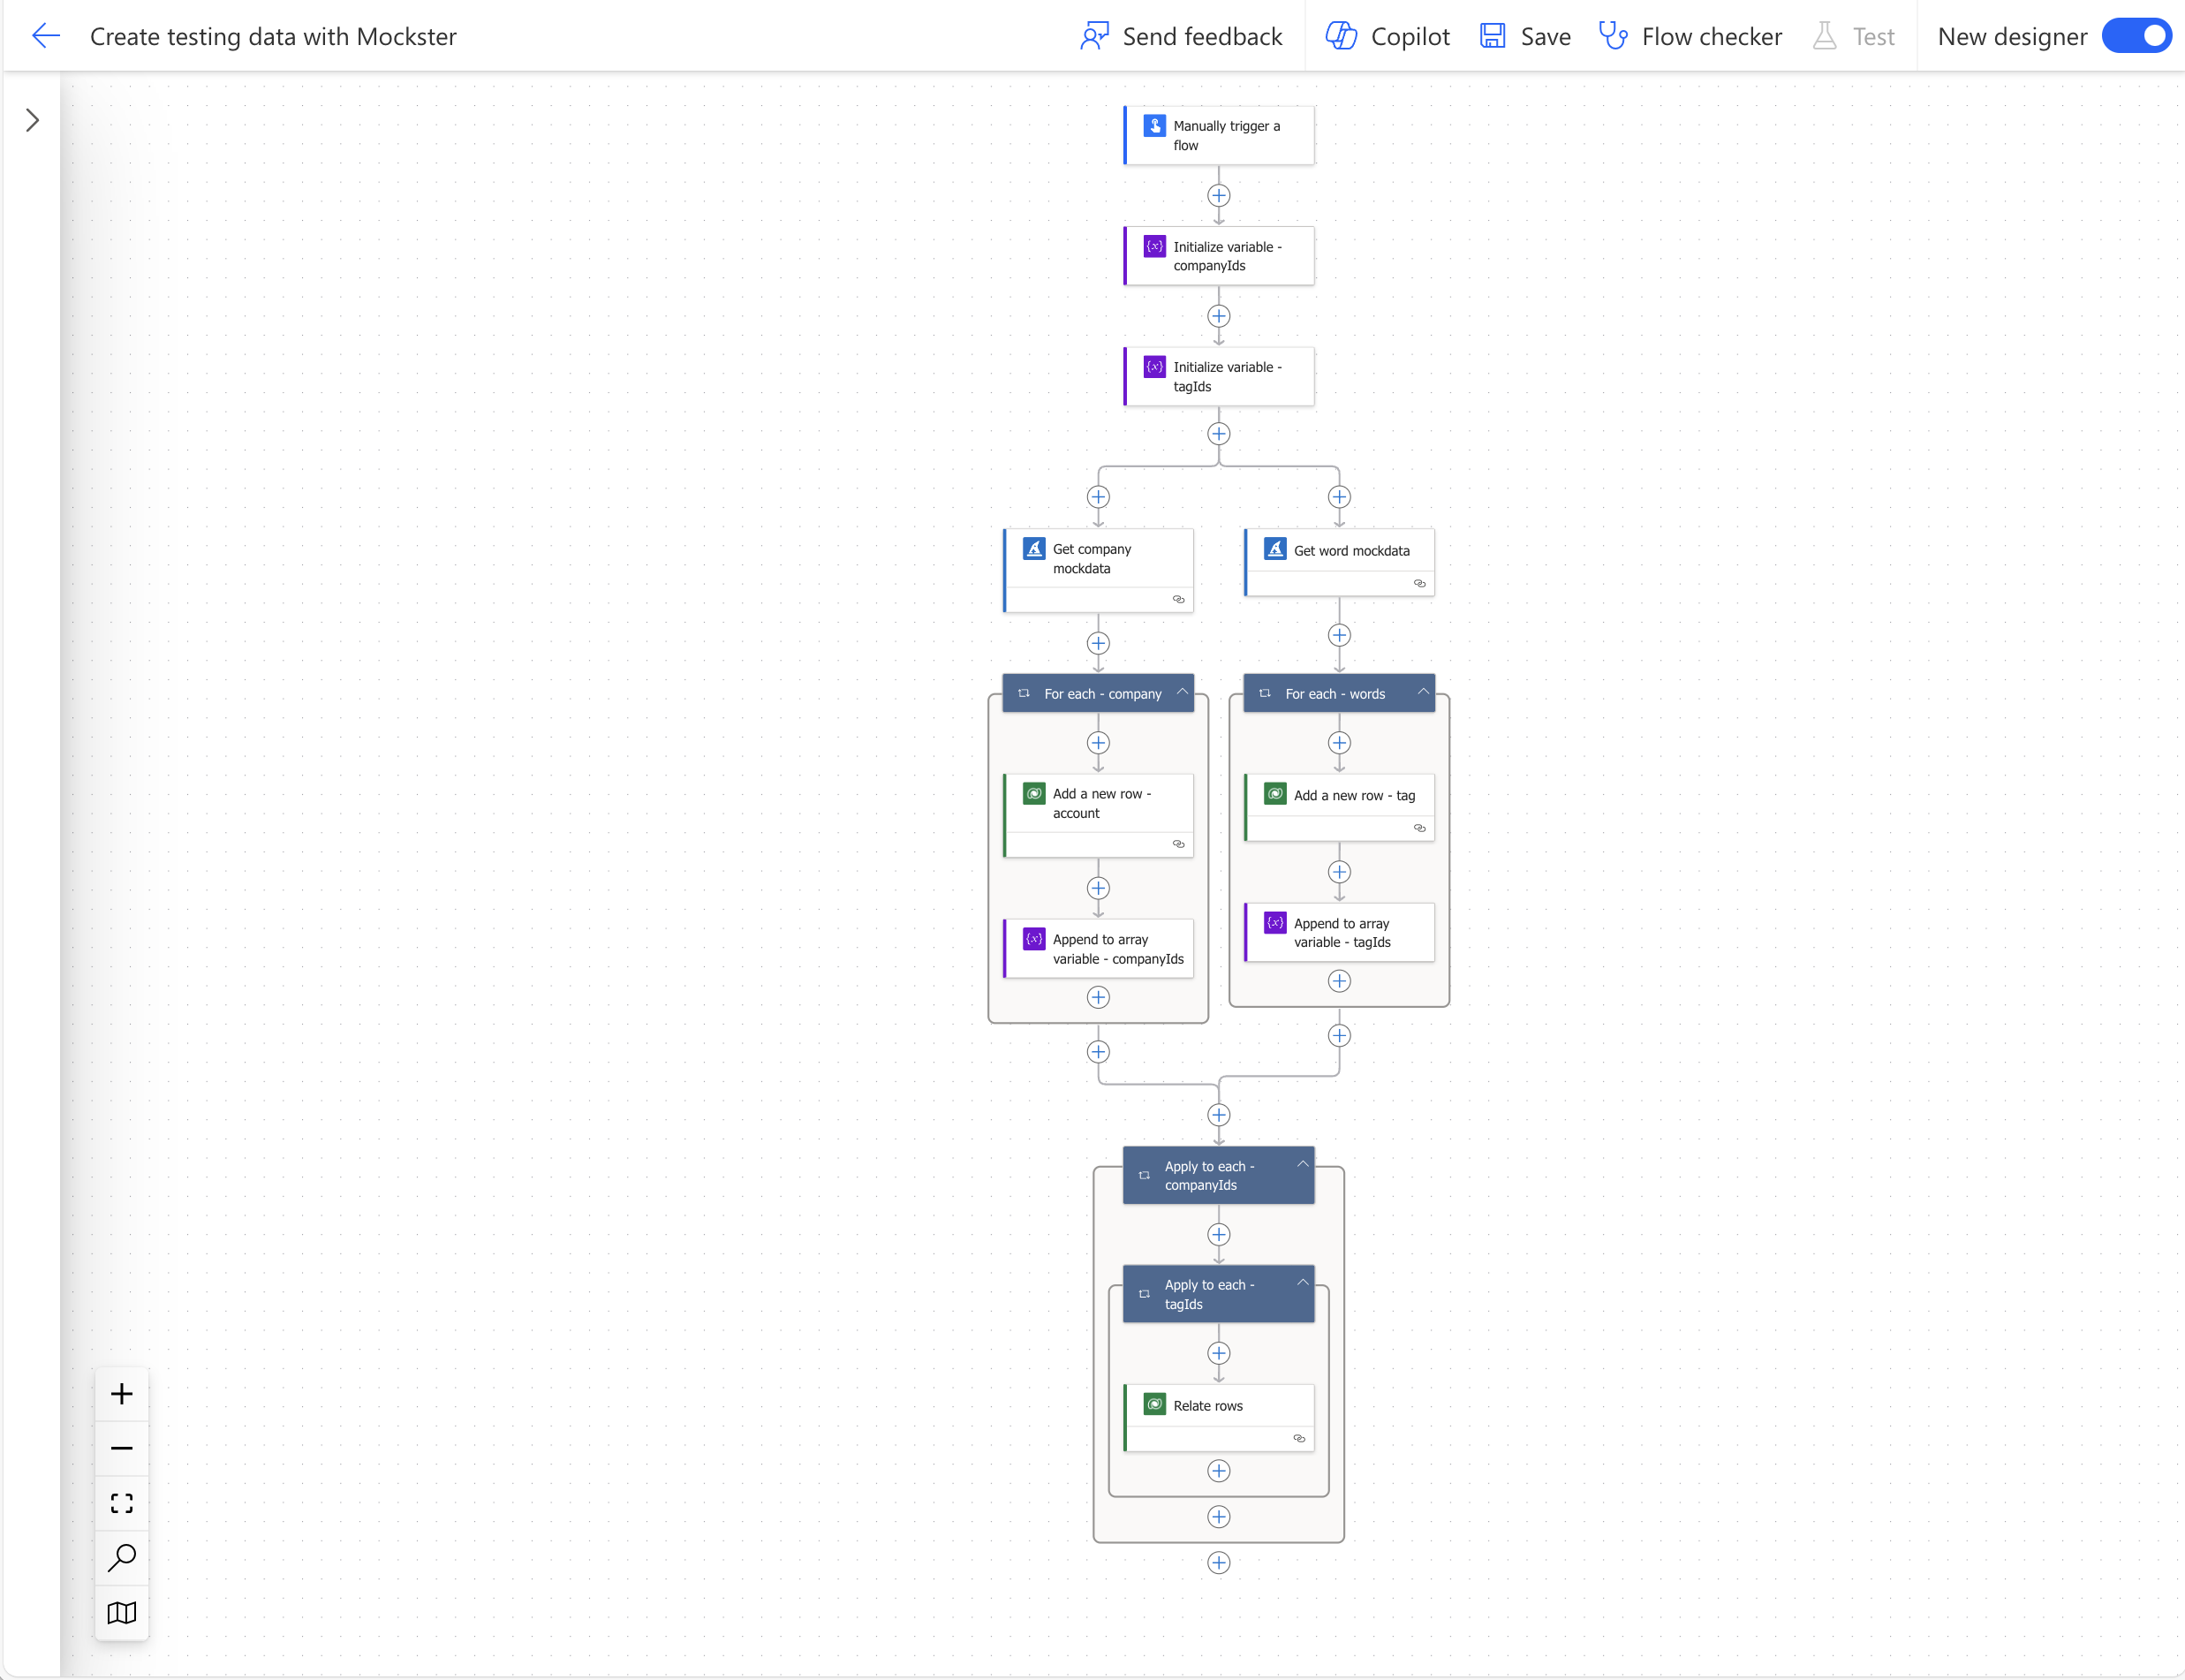 Create testing data with Mockster
Send feedback
Copilot
Save
Flow checker
Test
New designer
Manually trigger a
flow
{x}
Initialize variable -
companyIds
{x}
Initialize variable -
tagIds
Get company
mockdata
Get word mockdata
For each - company
For each - words
Add a new row -
account
Add a new row - tag
{x}
Append to array
variable - companyIds
{x}
Append to array
variable - tagIds
Apply to each -
companyIds
Apply to each -
tagIds
Relate rows